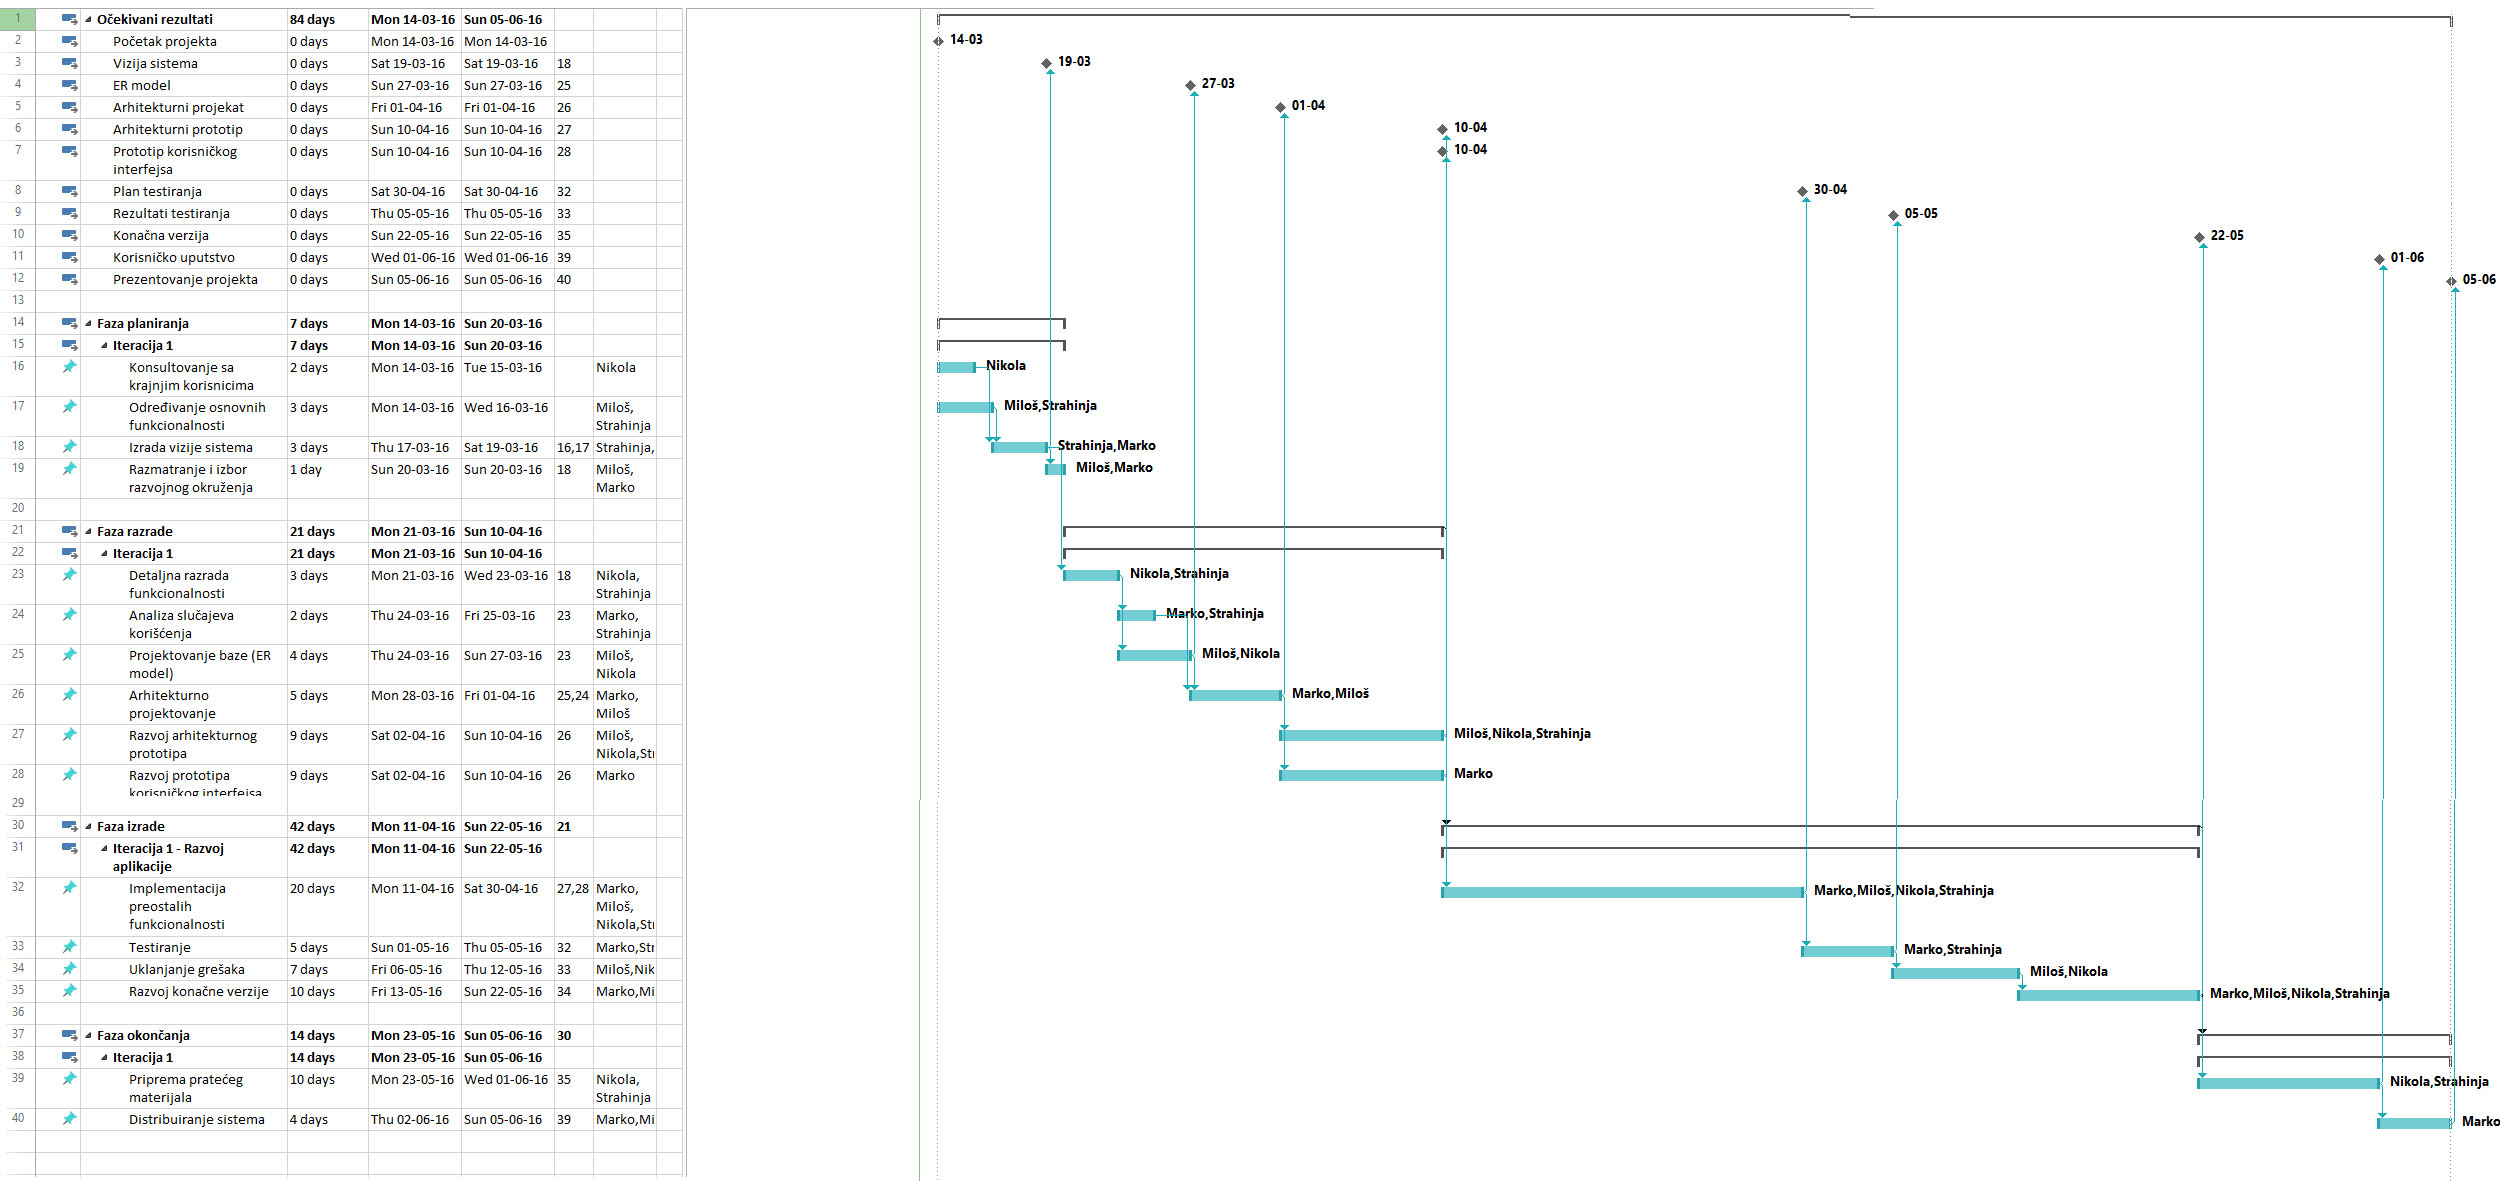 1 Očekivani rezultati 84 days Mon 14-03-16 Sun 05-06-16
2 Početak projekta 0 days Mon 14-03-16 Mon 14-03-16 14-03
3 Vizija sistema 0 days Sat 19-03-16 Sat 19-03-16 18 19-03
4 ER model 0 days Sun 27-03-16 Sun 27-03-16 25 27-03
5 Arhitekturni projekat 0 days Fri 01-04-16 Fri 01-04-16 26 01-04
6 Arhitekturni prototip 0 days Sun 10-04-16 Sun 10-04-16 27 10-04
7 Prototip korisničkog 0 days Sun 10-04-16 Sun 10-04-16 28 10-04
interfejsa
8 Plan testiranja 0 days Sat 30-04-16 Sat 30-04-16 32 30-04
9 Rezultati testiranja 0 days Thu 05-05-16 Thu 05-05-16 33 05-05
10 Konačna verzija 0 days Sun 22-05-16 Sun 22-05-16 35 22-05
11 Korisničko uputstvo 0 days Wed 01-06-16 Wed 01-06-16 39 01-06
12 Prezentovanje projekta 0 days Sun 05-06-16 Sun 05-06-16 40 05-06
13
14 Faza planiranja 7 days Mon 14-03-16 Sun 20-03-16
15 Iteracija 1 7 days Mon 14-03-16 Sun 20-03-16
16 Konsultovanje sa 2 days Mon 14-03-16 Tue 15-03-16 Nikola Nikola
krajnjim korisnicima
17 Određivanje osnovnih 3 days Mon 14-03-16 Wed 16-03-16 Miloš, Miloš,Strahinja
funkcionalnosti Strahinja
18 Izrada vizije sistema 3 days Thu 17-03-16 Sat 19-03-16 16,17 Strahinja, Strahinja,Marko
19 Razmatranje i izbor 1 day Sun 20-03-16 Sun 20-03-16 18 Miloš, Miloš,Marko
razvojnog okruženja Marko
20
21 Faza razrade 21 days Mon 21-03-16 Sun 10-04-16
22 Iteracija 1 21 days Mon 21-03-16 Sun 10-04-16
23 Detaljna razrada 3 days Mon 21-03-16 Wed 23-03-16 18 Nikola, Nikola,Strahinja
funkcionalnosti Strahinja
24 Analiza slučajeva 2 days Thu 24-03-16 Fri 25-03-16 23 Marko, Marko,Strahinja
korišćenja Strahinja
25 Projektovanje baze (ER 4 days Thu 24-03-16 Sun 27-03-16 23 Miloš, Miloš,Nikola
model) Nikola
26 Arhitekturno 5 days Mon 28-03-16 Fri 01-04-16 25,24 Marko, Marko,Miloš
projektovanje Miloš
27 Razvoj arhitekturnog 9 days Sat 02-04-16 Sun 10-04-16 26 Miloš, Miloš,Nikola,Strahinja
prototipa Nikola,Str
28 Razvoj prototipa 9 days Sat 02-04-16 Sun 10-04-16 26 Marko Marko
korisničkog interfejsa
29
30 Faza izrade 42 days Mon 11-04-16 Sun 22-05-16 21
31 Iteracija 1 - Razvoj 42 days Mon 11-04-16 Sun 22-05-16
aplikacije
32 Implementacija 20 days Mon 11-04-16 Sat 30-04-16 27,28 Marko, Marko,Miloš,Nikola,Strahinja
preostalih Miloš,
funkcionalnosti Nikola,Str
33 Testiranje 5 days Sun 01-05-16 Thu 05-05-16 32 Marko,Str Marko,Strahinja
34 Uklanjanje grešaka 7 days Fri 06-05-16 Thu 12-05-16 33 Miloš,Nik Miloš,Nikola
35 Razvoj konačne verzije 10 days Fri 13-05-16 Sun 22-05-16 34 Marko,Mi Marko,Miloš,Nikola,Strahinja
36
37 Faza okončanja 14 days Mon 23-05-16 Sun 05-06-16 30
38 Iteracija 1 14 days Mon 23-05-16 Sun 05-06-16
39 Priprema pratećeg 10 days Mon 23-05-16 Wed 01-06-16 35 Nikola, Nikola,Strahinja
materijala Strahinja
40 Distribuiranje sistema 4 days Thu 02-06-16 Sun 05-06-16 39 Marko,Mi Marko